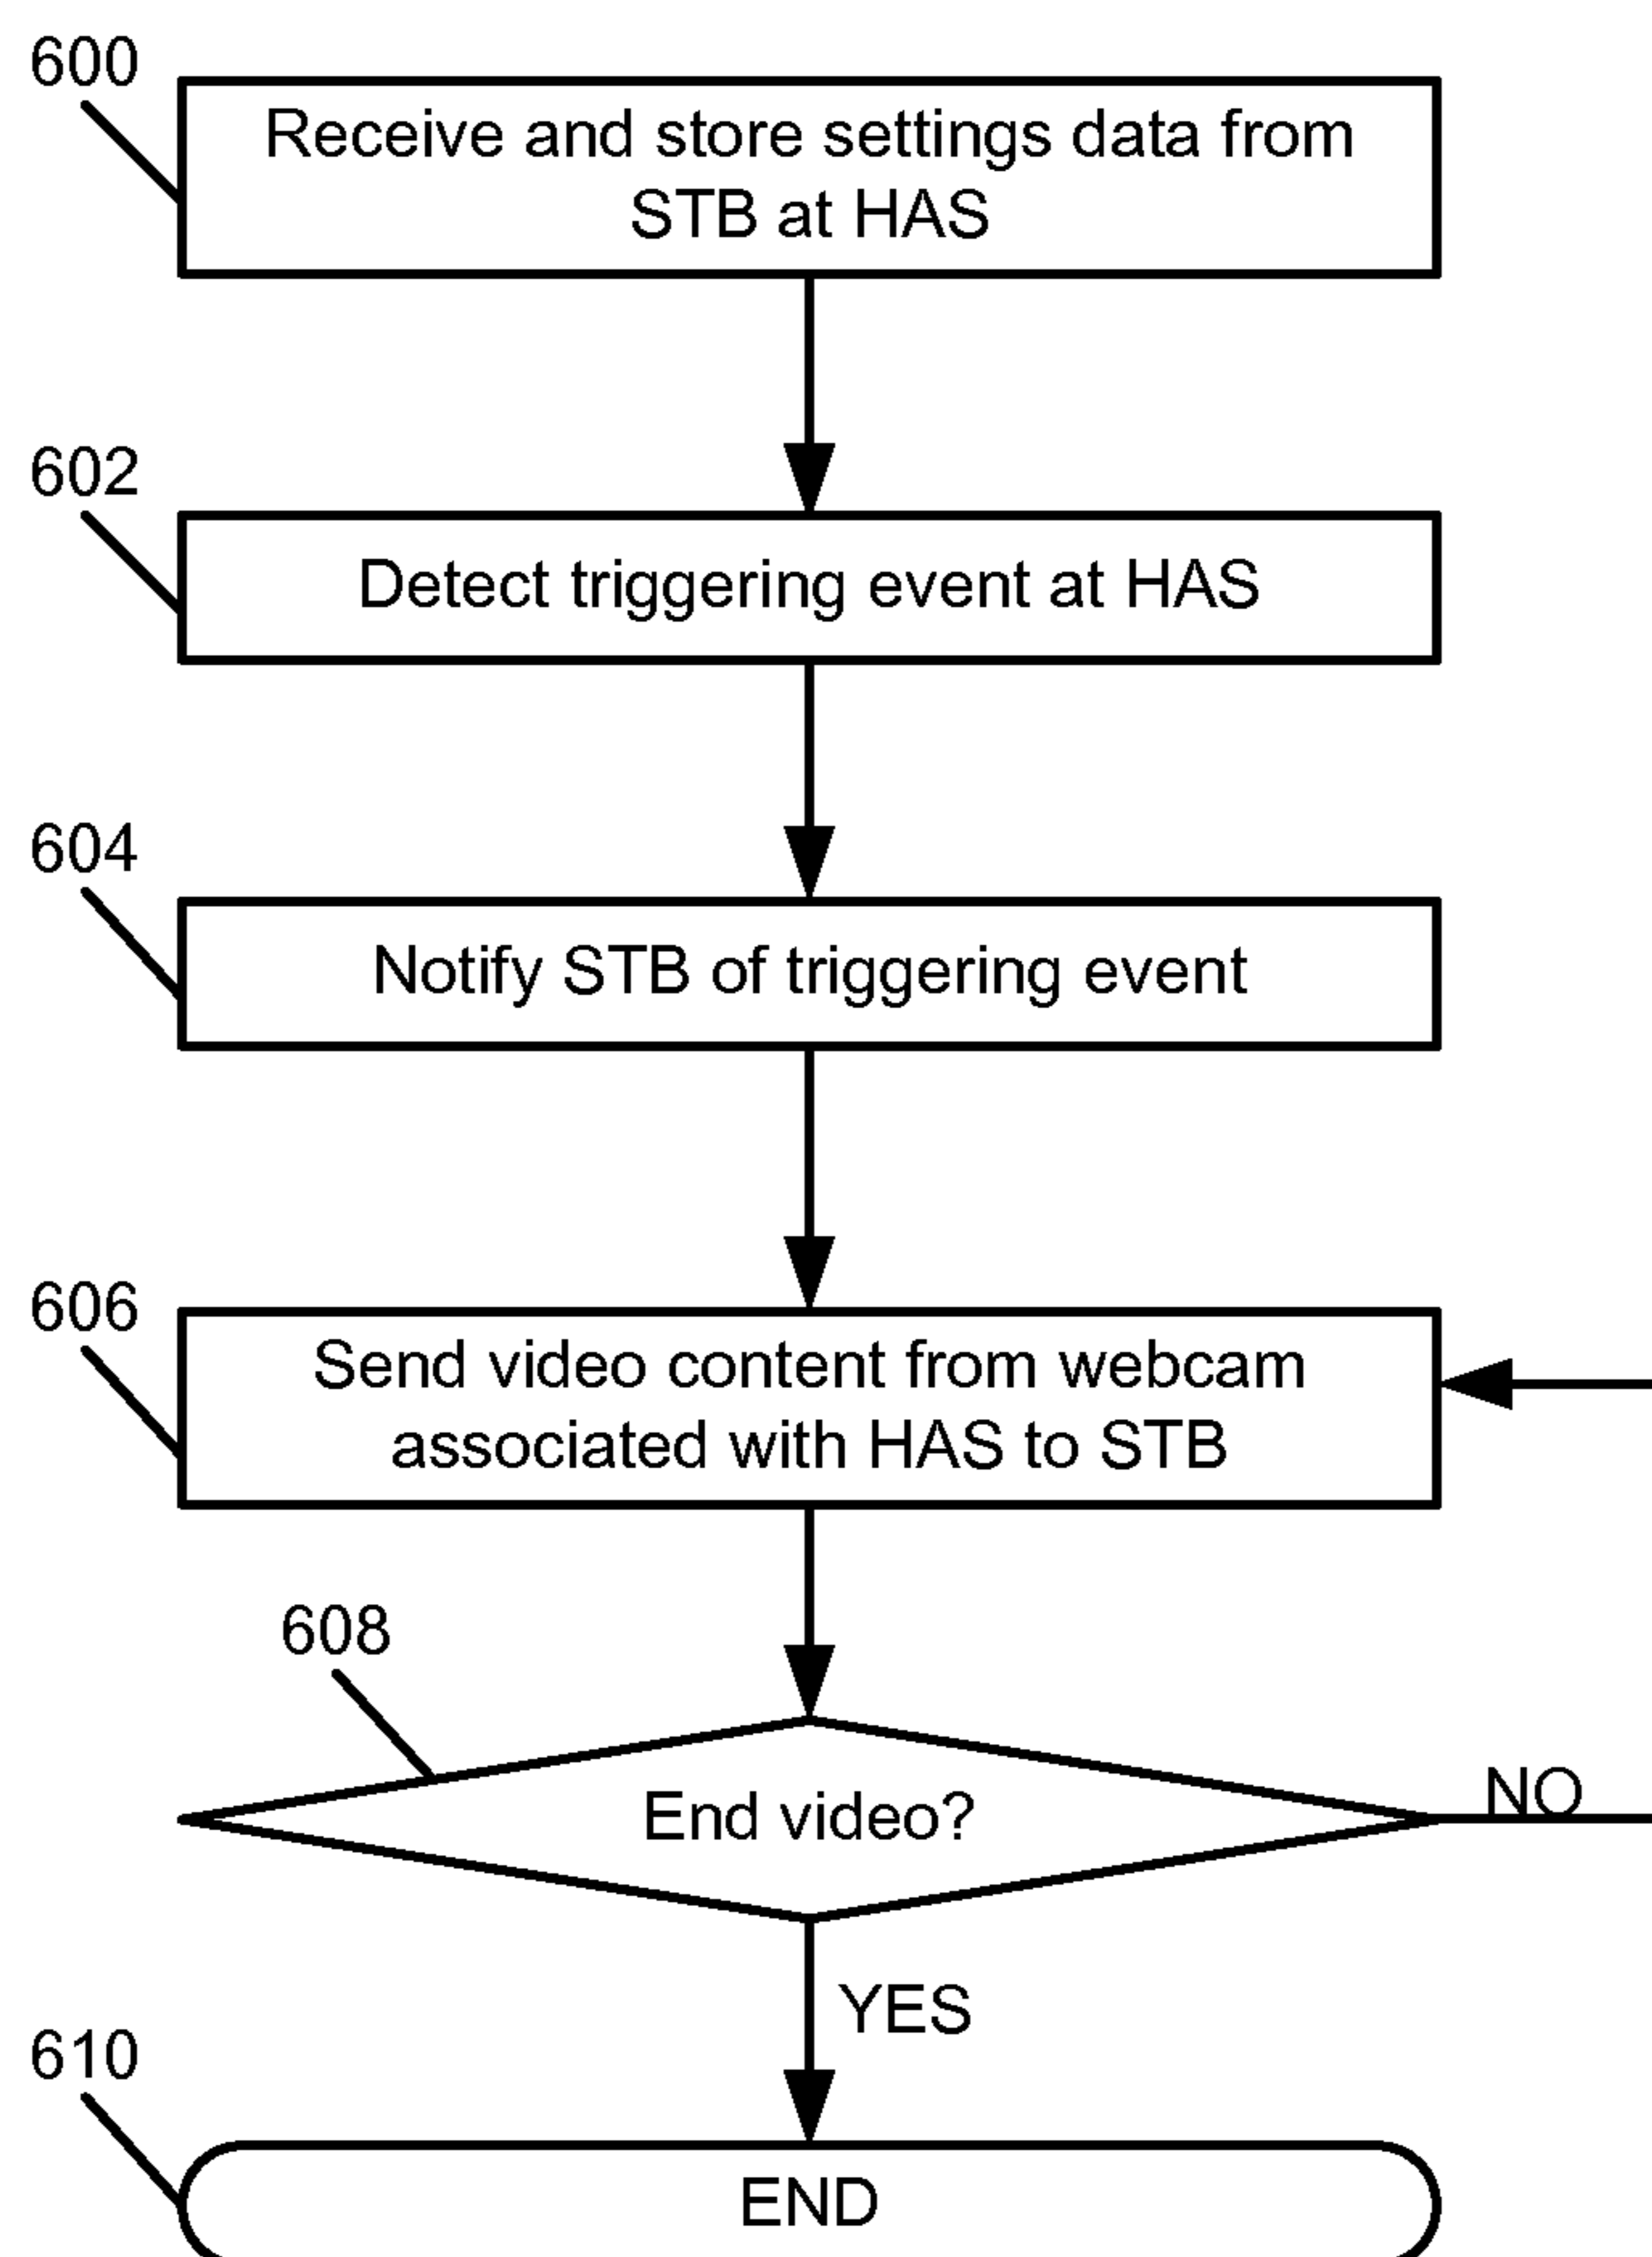 600
Receive and store settings data from
STB at HAS
602
Detect triggering event at HAS
604
Notify STB of triggering event
606
Send video content from webcam
associated with HAS to STB
608
End video?
NO
YES
610
END